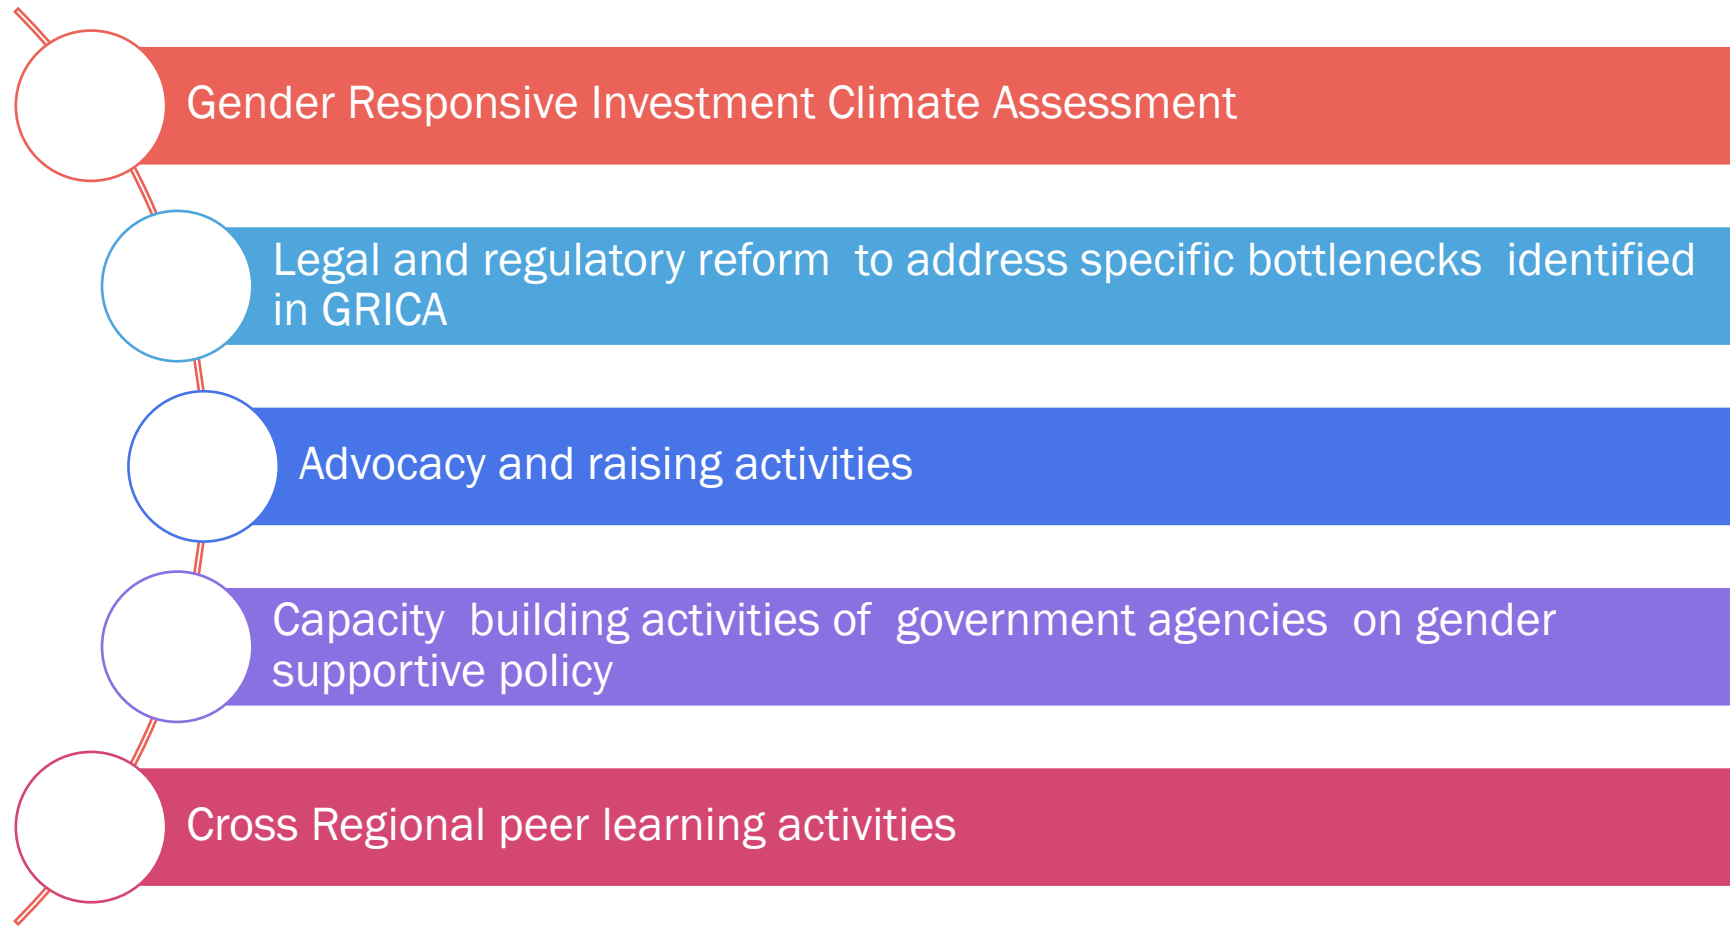 Gender Responsive Investment Climate Assessment
Legal and regulatory reform  to address specific bottlenecks  identified
in GRICA
Advocacy and raising activities
Capacity  building activities of  government agencies  on gender
supportive policy
Cross Regional peer learning activities